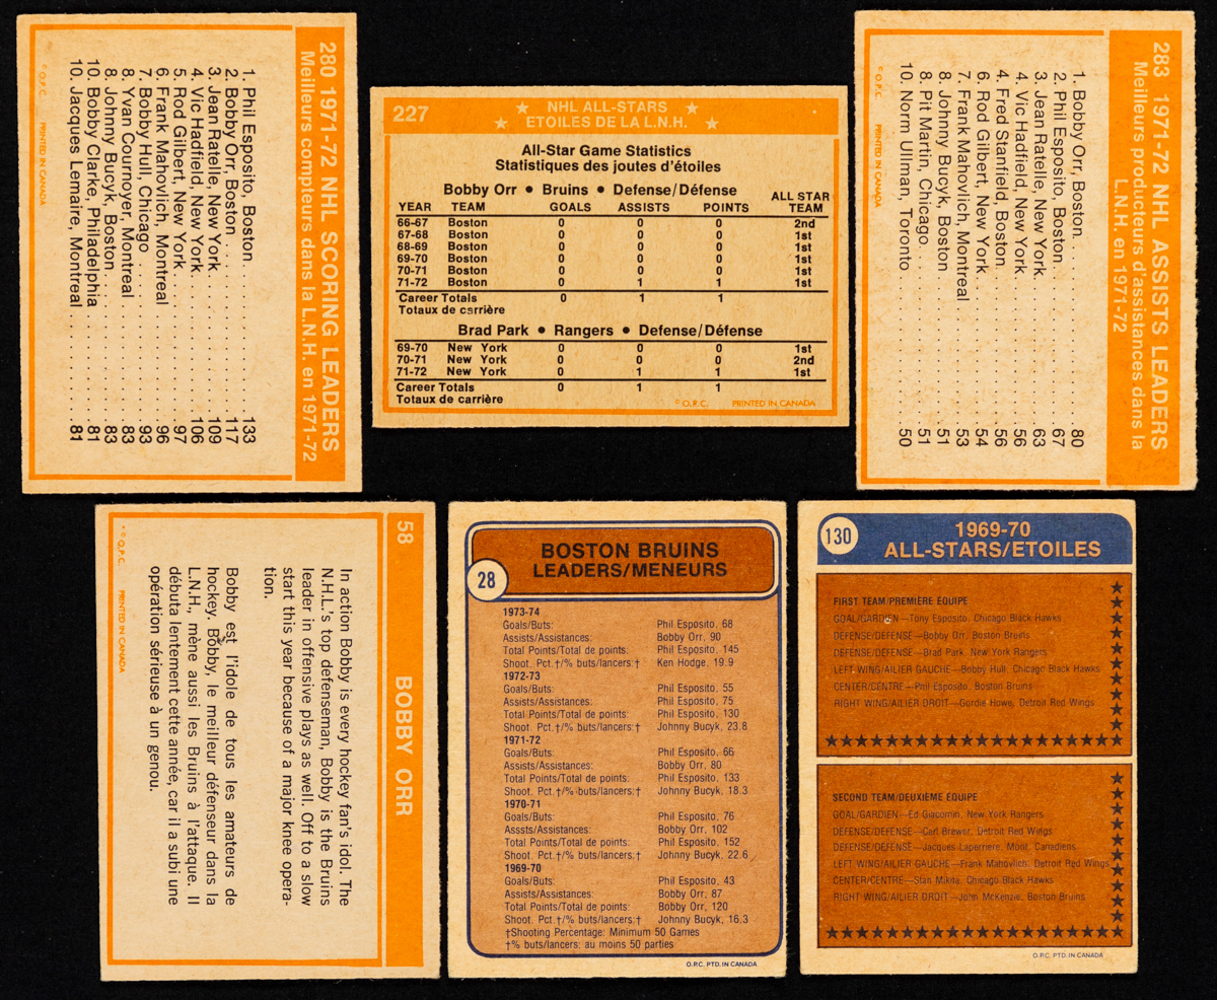 280 1971-72 NHL SCORING LEADERS
Meilleurs compteurs dans la L.N.H. en 1971-72
1. Phil Esposito, Boston . . . . . . . . . . 133
2. Bobby Orr, Boston . . . . . . . . . . 117
3. Jean Ratelle, New York . . . . . . . . . . 109
4. Vic Hadfield, New York . . . . . . . . . . 106
5. Rod Gilbert, New York . . . . . . . . . . 97
6. Frank Mahovlich, Montreal . . . . . . . . . . 96
7. Bobby Hull, Chicago . . . . . . . . . . 93
8. Yvan Cournoyer, Montreal . . . . . . . . . . 83
8. Johnny Bucyk, Boston . . . . . . . . . . 83
10. Bobby Clarke, Philadelphia . . . . . . . . . . 81
10. Jacques Lemaire, Montreal . . . . . . . . . . 81
© O.P.C. PRINTED IN CANADA
227
NHL ALL-STARS
ETOILES DE LA L.N.H.
All-Star Game Statistics
Statistiques des joutes d'étoiles
Bobby Orr • Bruins • Defense/Défense
YEAR TEAM GOALS ASSISTS POINTS ALL STAR TEAM
66-67 Boston 0 0 0 2nd
67-68 Boston 0 0 0 1st
68-69 Boston 0 0 0 1st
69-70 Boston 0 0 0 1st
70-71 Boston 0 0 0 1st
71-72 Boston 0 1 1 1st
Career Totals 0 1 1
Totaux de carrière
Brad Park • Rangers • Defense/Défense
69-70 New York 0 0 0 1st
70-71 New York 0 0 0 2nd
71-72 New York 0 1 1 1st
Career Totals 0 1 1
Totaux de carrière
© O.P.C. PRINTED IN CANADA
283 1971-72 NHL ASSISTS LEADERS
Meilleurs producteurs d'assistances dans la
L.N.H. en 1971-72
1. Bobby Orr, Boston . . . . . . . . . . 80
2. Phil Esposito, Boston . . . . . . . . . . 67
3. Jean Ratelle, New York . . . . . . . . . . 63
4. Vic Hadfield, New York . . . . . . . . . . 56
4. Fred Stanfield, Boston . . . . . . . . . . 56
6. Rod Gilbert, New York . . . . . . . . . . 54
7. Frank Mahovlich, Montreal . . . . . . . . . . 53
8. Johnny Bucyk, Boston . . . . . . . . . . 51
8. Pit Martin, Chicago . . . . . . . . . . 51
10. Norm Ullman, Toronto . . . . . . . . . . 50
© O.P.C. PRINTED IN CANADA
58 BOBBY ORR
In action Bobby is every hockey fan's idol. The
N.H.L.'s top defenseman, Bobby is the Bruins
leader in offensive plays as well. Off to a slow
start this year because of a major knee opera-
tion.
Bobby est l'idole de tous les amateurs de
hockey. Bobby, le meilleur défenseur dans la
L.N.H., mène aussi les Bruins à l'attaque. Il
débuta lentement cette année, car il a subi une
opération sérieuse à un genou.
© O.P.C. PRINTED IN CANADA
28
BOSTON BRUINS
LEADERS/MENEURS
1973-74
Goals/Buts: Phil Esposito, 68
Assists/Assistances: Bobby Orr, 90
Total Points/Total de points: Phil Esposito, 145
Shoot. Pct.†/% buts/lancers:† Ken Hodge, 19.9
1972-73
Goals/Buts: Phil Esposito, 55
Assists/Assistances: Phil Esposito, 75
Total Points/Total de points: Phil Esposito, 130
Shoot. Pct.†/% buts/lancers:† Johnny Bucyk, 23.8
1971-72
Goals/Buts: Phil Esposito, 66
Assists/Assistances: Bobby Orr, 80
Total Points/Total de points: Phil Esposito, 133
Shoot. Pct.†/% buts/lancers:† Johnny Bucyk, 18.3
1970-71
Goals/Buts: Phil Esposito, 76
Asssts/Assistances: Bobby Orr, 102
Total Points/Total de points: Phil Esposito, 152
Shoot. Pct.†/% buts/lancers:† Johnny Bucyk, 22.6
1969-70
Goals/Buts: Phil Esposito, 43
Assists/Assistances: Bobby Orr, 87
Total Points/Total de points: Bobby Orr, 120
Shoot. Pct.†/% buts/lancers:† Johnny Bucyk, 16.3
†Shooting Percentage: Minimum 50 Games
†% buts/lancers: au moins 50 parties
O.P.C. PTD. IN CANADA
130
1969-70
ALL-STARS/ETOILES
FIRST TEAM/PREMIÈRE ÉQUIPE
GOAL/GARDIEN—Tony Esposito, Chicago Black Hawks
DEFENSE/DEFENSE—Bobby Orr, Boston Bruins
DEFENSE/DEFENSE—Brad Park, New York Rangers
LEFT WING/AILIER GAUCHE—Bobby Hull, Chicago Black Hawks
CENTER/CENTRE—Phil Esposito, Boston Bruins
RIGHT WING/AILIER DROIT—Gordie Howe, Detroit Red Wings
SECOND TEAM/DEUXIÈME ÉQUIPE
GOAL/GARDIEN—Ed Giacomin, New York Rangers
DEFENSE/DEFENSE—Carl Brewer, Detroit Red Wings
DEFENSE/DEFENSE—Jacques Laperriere, Mont. Canadiens
LEFT WING/AILIER GAUCHE—Frank Mahovlich, Detroit Red Wings
CENTER/CENTRE—Stan Mikita, Chicago Black Hawks
RIGHT WING/AILIER DROIT—John McKenzie, Boston Bruins
O.P.C. PTD. IN CANADA